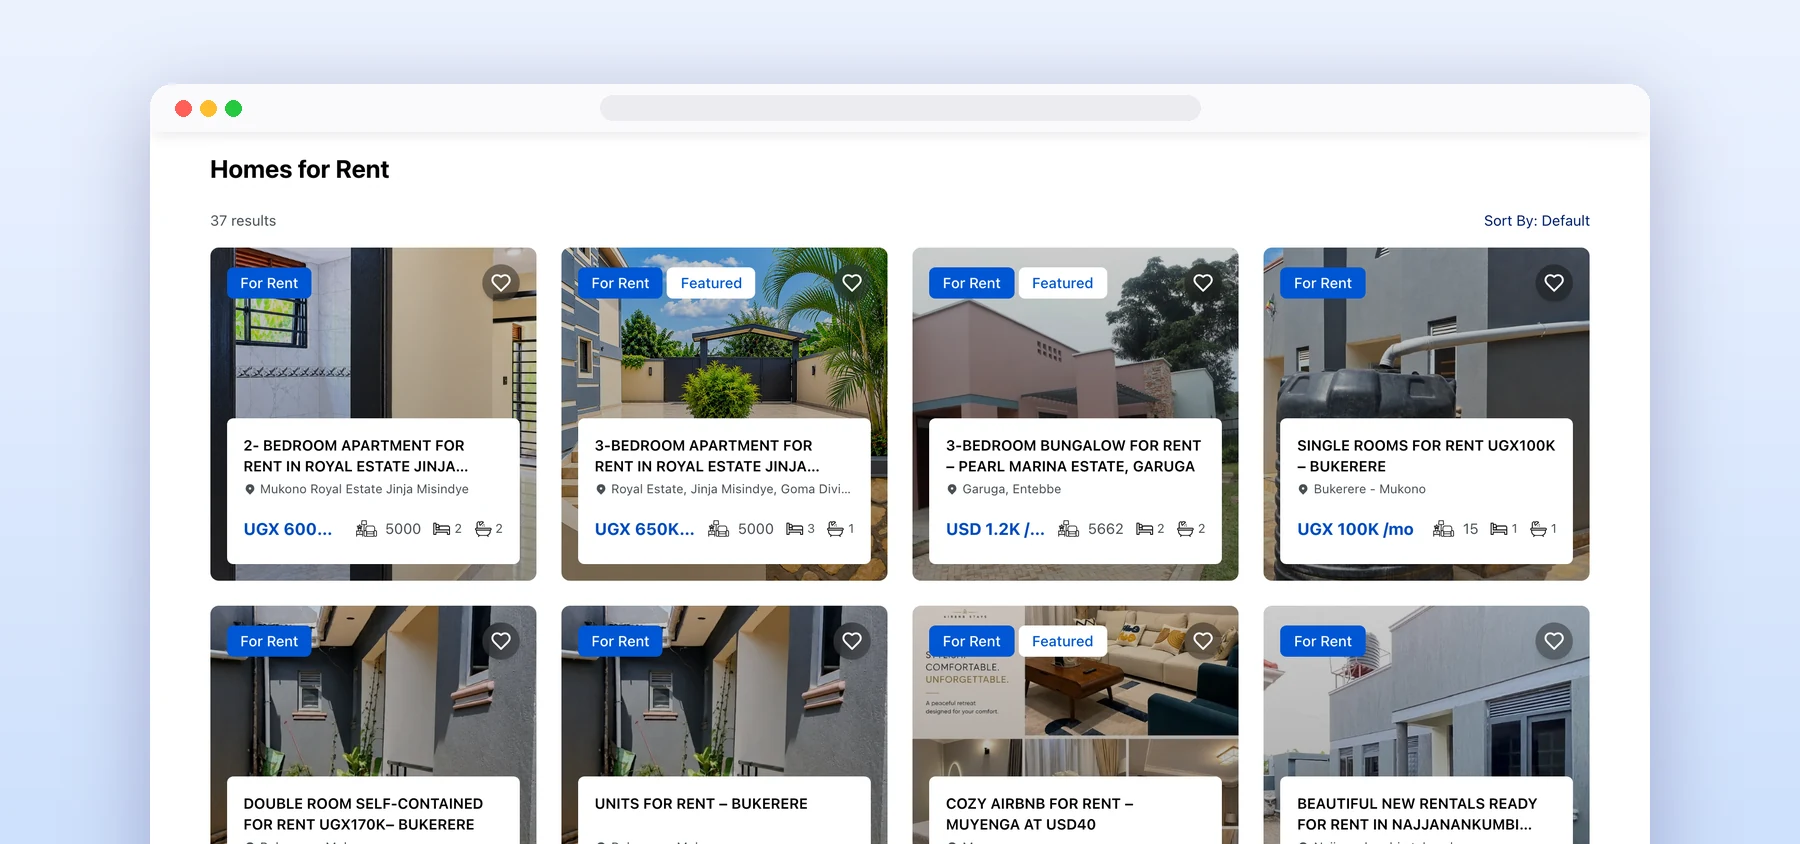 Homes for Rent
37 results
Sort By: Default
For Rent
2- BEDROOM APARTMENT FOR
RENT IN ROYAL ESTATE JINJA...
Mukono Royal Estate Jinja Misindye
UGX 600... 5000 2 2
For Rent Featured
3-BEDROOM APARTMENT FOR
RENT IN ROYAL ESTATE JINJA...
Royal Estate, Jinja Misindye, Goma Divi...
UGX 650K... 5000 3 1
For Rent Featured
3-BEDROOM BUNGALOW FOR RENT
– PEARL MARINA ESTATE, GARUGA
Garuga, Entebbe
USD 1.2K /... 5662 2 2
For Rent
SINGLE ROOMS FOR RENT UGX100K
– BUKERERE
Bukerere - Mukono
UGX 100K /mo 15 1 1
For Rent
DOUBLE ROOM SELF-CONTAINED
FOR RENT UGX170K– BUKERERE
For Rent
UNITS FOR RENT – BUKERERE
For Rent Featured
COMFORTABLE.
UNFORGETTABLE.
A peaceful retreat
designed for your comfort.
COZY AIRBNB FOR RENT –
MUYENGA AT USD40
For Rent
BEAUTIFUL NEW RENTALS READY
FOR RENT IN NAJJANANKUMBI...